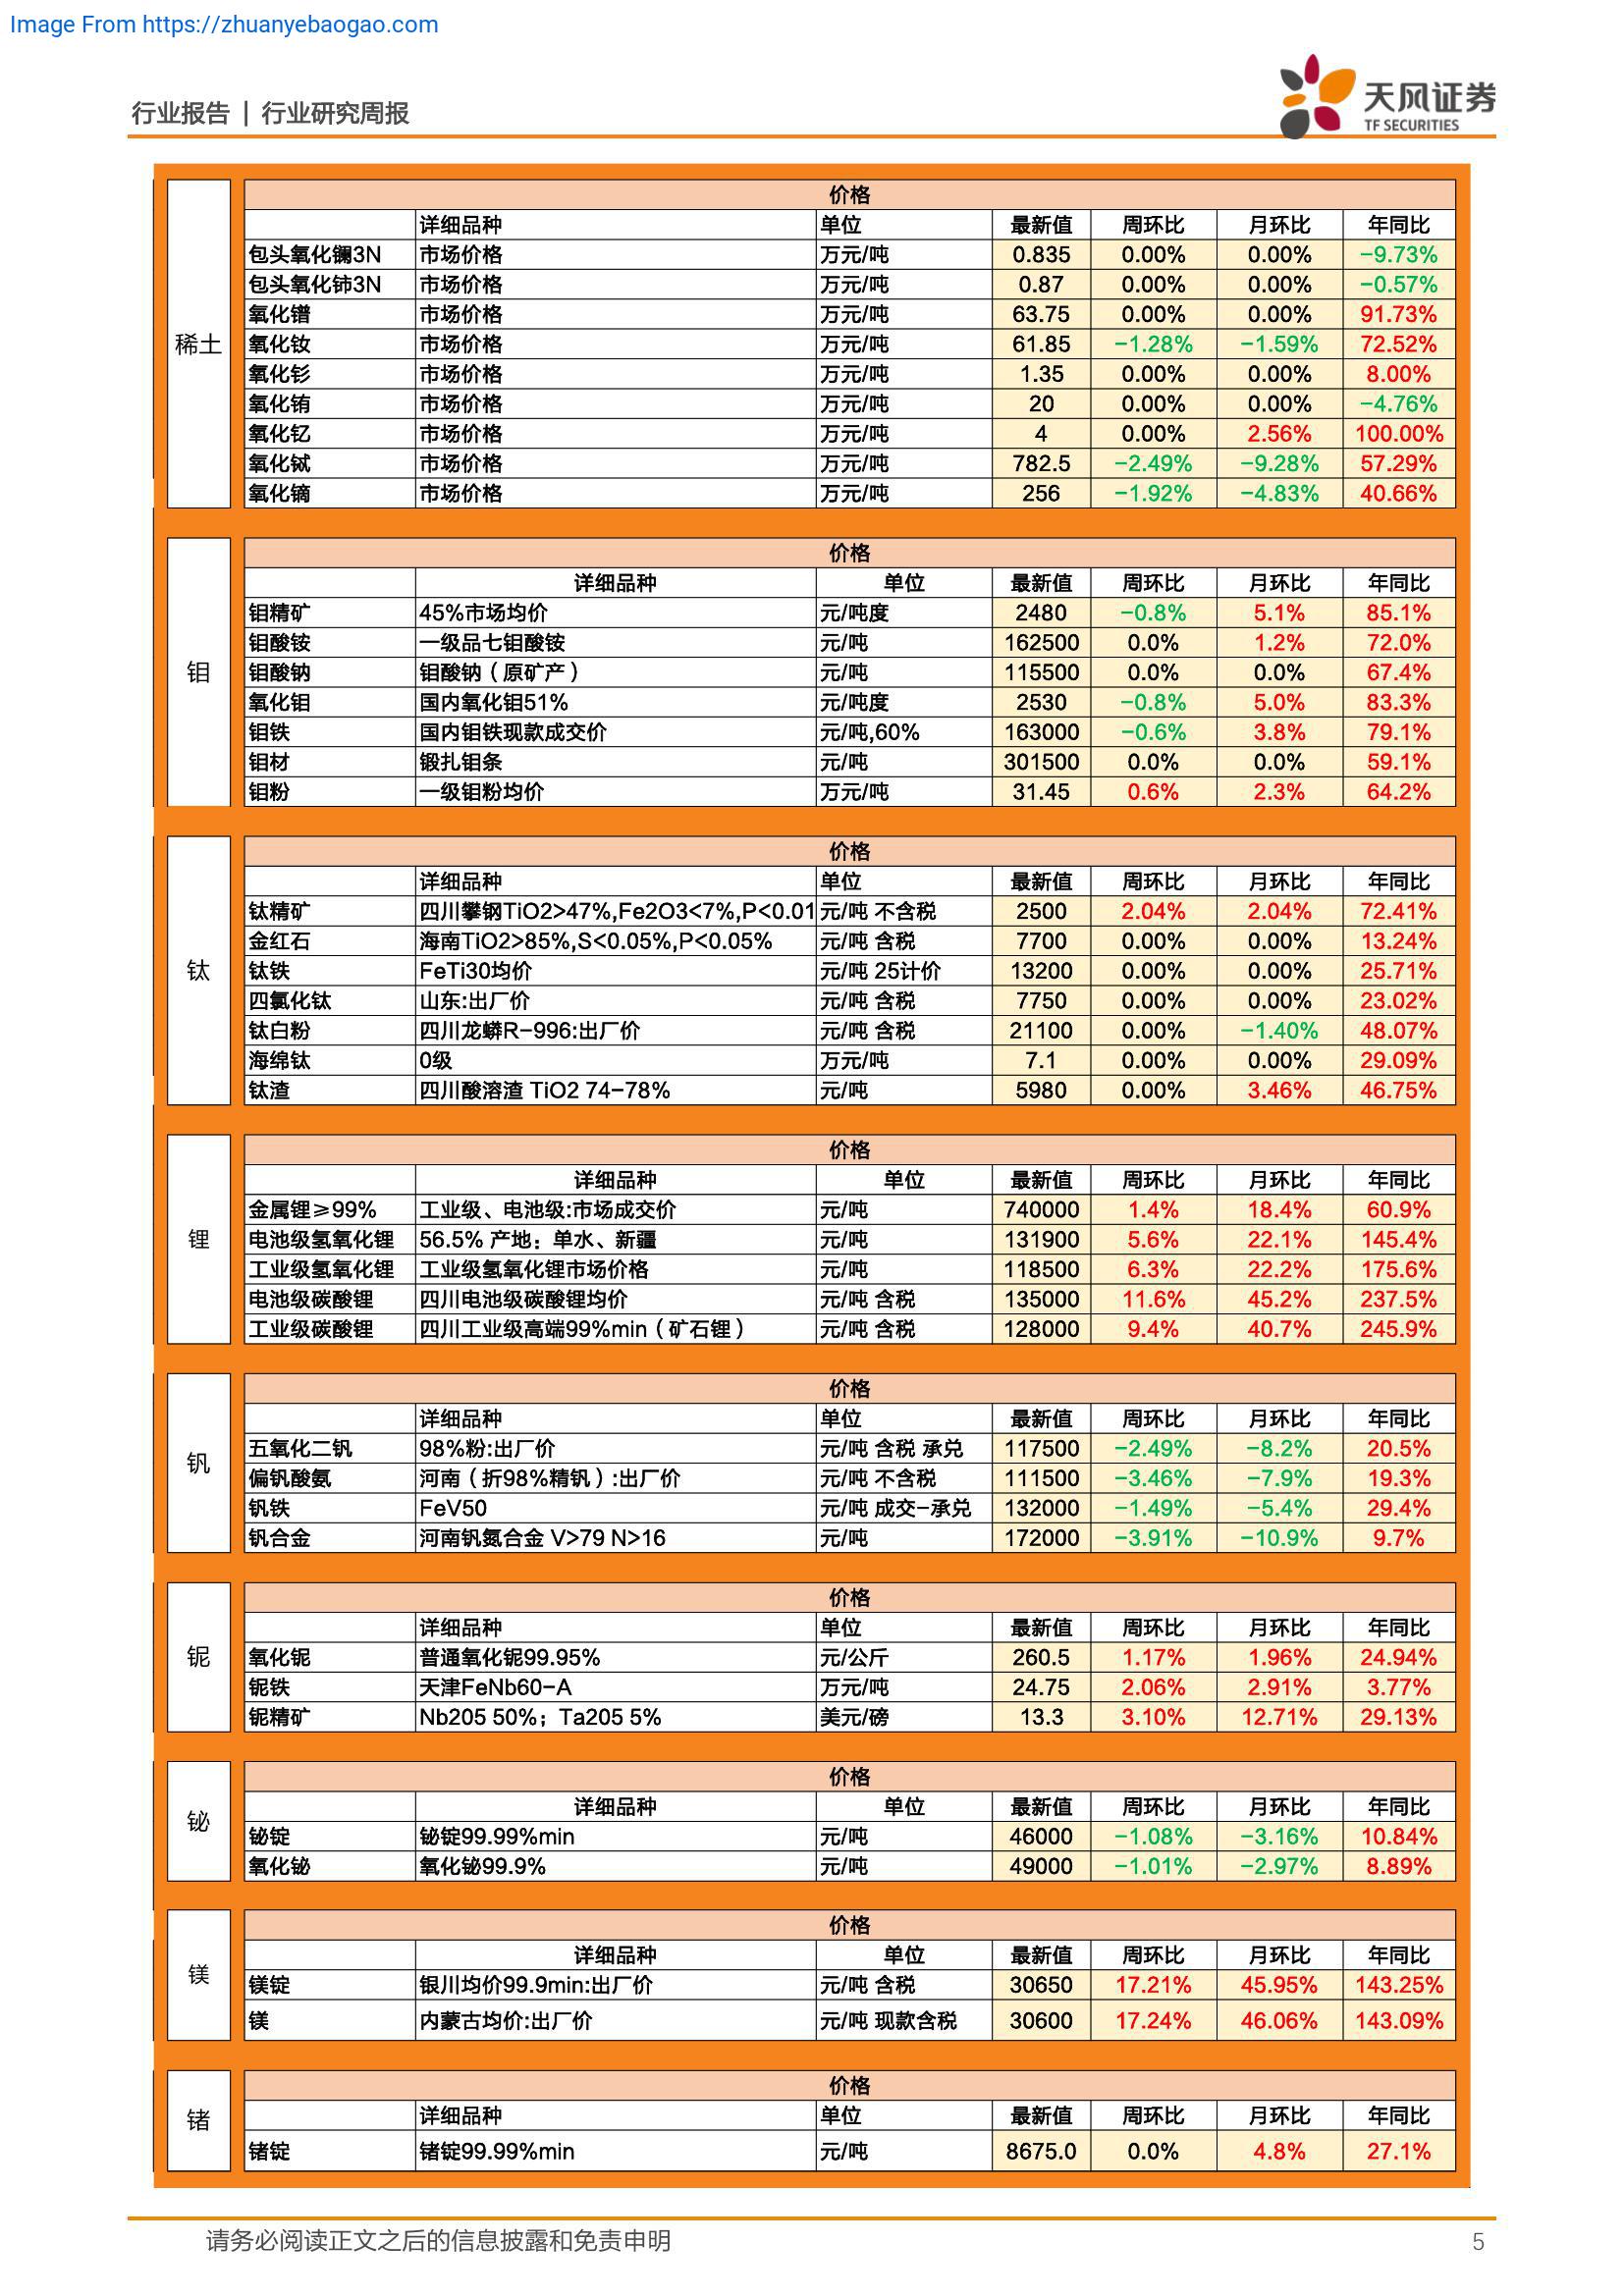 Image From https://zhuanyebaogao.com
行业报告 | 行业研究周报
天风证券
TF SECURITIES
稀土
价格
详细品种 单位 最新值 周环比 月环比 年同比
包头氧化镧3N 市场价格 万元/吨 0.835 0.00% 0.00% -9.73%
包头氧化铈3N 市场价格 万元/吨 0.87 0.00% 0.00% -0.57%
氧化镨 市场价格 万元/吨 63.75 0.00% 0.00% 91.73%
氧化钕 市场价格 万元/吨 61.85 -1.28% -1.59% 72.52%
氧化钐 市场价格 万元/吨 1.35 0.00% 0.00% 8.00%
氧化铕 市场价格 万元/吨 20 0.00% 0.00% -4.76%
氧化钇 市场价格 万元/吨 4 0.00% 2.56% 100.00%
氧化铽 市场价格 万元/吨 782.5 -2.49% -9.28% 57.29%
氧化镝 市场价格 万元/吨 256 -1.92% -4.83% 40.66%
钼
价格
详细品种 单位 最新值 周环比 月环比 年同比
钼精矿 45%市场均价 元/吨度 2480 -0.8% 5.1% 85.1%
钼酸铵 一级品七钼酸铵 元/吨 162500 0.0% 1.2% 72.0%
钼酸钠 钼酸钠（原矿产） 元/吨 115500 0.0% 0.0% 67.4%
氧化钼 国内氧化钼51% 元/吨度 2530 -0.8% 5.0% 83.3%
钼铁 国内钼铁现款成交价 元/吨,60% 163000 -0.6% 3.8% 79.1%
钼材 锻扎钼条 元/吨 301500 0.0% 0.0% 59.1%
钼粉 一级钼粉均价 万元/吨 31.45 0.6% 2.3% 64.2%
钛
价格
详细品种 单位 最新值 周环比 月环比 年同比
钛精矿 四川攀钢TiO2>47%,Fe2O3<7%,P<0.01 元/吨 不含税 2500 2.04% 2.04% 72.41%
金红石 海南TiO2>85%,S<0.05%,P<0.05% 元/吨 含税 7700 0.00% 0.00% 13.24%
钛铁 FeTi30均价 元/吨 25计价 13200 0.00% 0.00% 25.71%
四氯化钛 山东:出厂价 元/吨 含税 7750 0.00% 0.00% 23.02%
钛白粉 四川龙蟒R-996:出厂价 元/吨 含税 21100 0.00% -1.40% 48.07%
海绵钛 0级 万元/吨 7.1 0.00% 0.00% 29.09%
钛渣 四川酸溶渣 TiO2 74-78% 元/吨 5980 0.00% 3.46% 46.75%
锂
价格
详细品种 单位 最新值 周环比 月环比 年同比
金属锂≥99% 工业级、电池级:市场成交价 元/吨 740000 1.4% 18.4% 60.9%
电池级氢氧化锂 56.5% 产地：单水、新疆 元/吨 131900 5.6% 22.1% 145.4%
工业级氢氧化锂 工业级氢氧化锂市场价格 元/吨 118500 6.3% 22.2% 175.6%
电池级碳酸锂 四川电池级碳酸锂均价 元/吨 含税 135000 11.6% 45.2% 237.5%
工业级碳酸锂 四川工业级高端99%min（矿石锂） 元/吨 含税 128000 9.4% 40.7% 245.9%
钒
价格
详细品种 单位 最新值 周环比 月环比 年同比
五氧化二钒 98%粉:出厂价 元/吨 含税 承兑 117500 -2.49% -8.2% 20.5%
偏钒酸氨 河南（折98%精钒）:出厂价 元/吨 不含税 111500 -3.46% -7.9% 19.3%
钒铁 FeV50 元/吨 成交-承兑 132000 -1.49% -5.4% 29.4%
钒合金 河南钒氮合金 V>79 N>16 元/吨 172000 -3.91% -10.9% 9.7%
铌
价格
详细品种 单位 最新值 周环比 月环比 年同比
氧化铌 普通氧化铌99.95% 元/公斤 260.5 1.17% 1.96% 24.94%
铌铁 天津FeNb60-A 万元/吨 24.75 2.06% 2.91% 3.77%
铌精矿 Nb205 50%；Ta205 5% 美元/磅 13.3 3.10% 12.71% 29.13%
铋
价格
详细品种 单位 最新值 周环比 月环比 年同比
铋锭 铋锭99.99%min 元/吨 46000 -1.08% -3.16% 10.84%
氧化铋 氧化铋99.9% 元/吨 49000 -1.01% -2.97% 8.89%
镁
价格
详细品种 单位 最新值 周环比 月环比 年同比
镁锭 银川均价99.9min:出厂价 元/吨 含税 30650 17.21% 45.95% 143.25%
镁 内蒙古均价:出厂价 元/吨 现款含税 30600 17.24% 46.06% 143.09%
锗
价格
详细品种 单位 最新值 周环比 月环比 年同比
锗锭 锗锭99.99%min 元/吨 8675.0 0.0% 4.8% 27.1%
请务必阅读正文之后的信息披露和免责申明 5